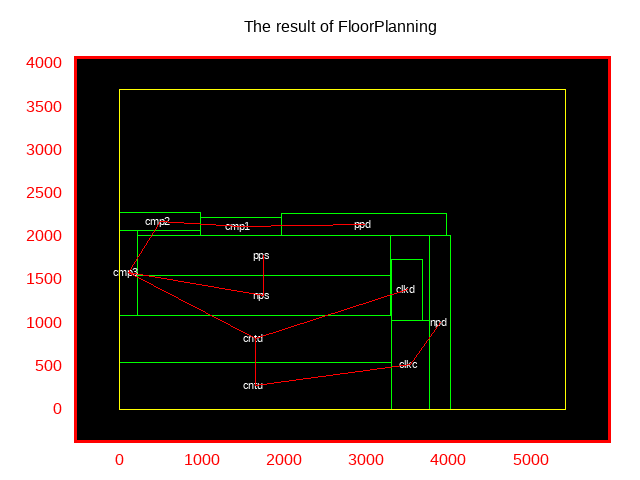 The result of FloorPlanning
4000
3500
3000
2500
2000
1500
1000
500
0
cmp2
cmp1
ppd
pps
cmp3
clkd
nps
npd
cntd
clkc
cntu
0 1000 2000 3000 4000 5000